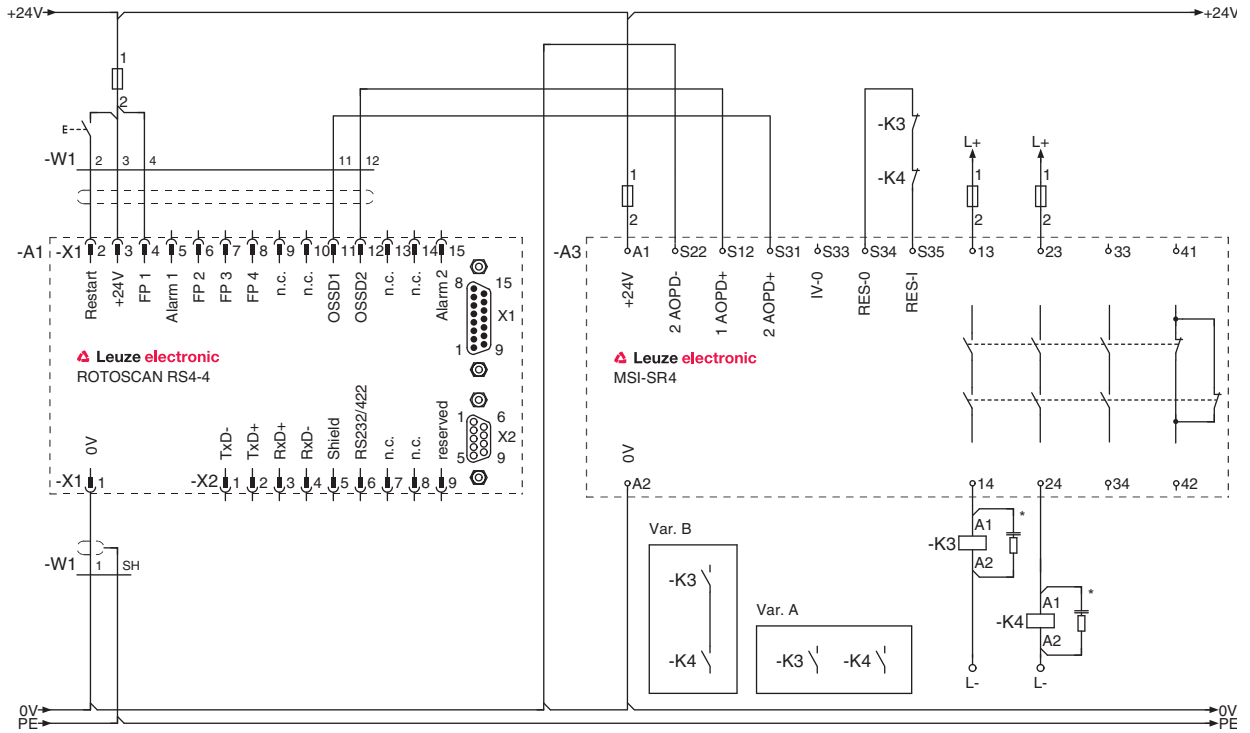 +24V +24V
1
2
E
-W1 2 3 4 11 12
-K3
-K4
L+ L+
1 1 1
2 2 2
-A1 -X1 2 3 4 5 6 7 8 9 10 11 12 13 14 15
Restart
+24V
FP 1
Alarm 1
FP 2
FP 3
FP 4
n.c.
n.c.
OSSD1
OSSD2
n.c.
n.c.
Alarm 2
8 15
X1
1 9
Leuze electronic
ROTOSCAN RS4-4
1 6
X2
5 9
0V
TxD-
TxD+
RxD+
RxD-
Shield
RS232/422
n.c.
n.c.
reserved
-X1 1 -X2 1 2 3 4 5 6 7 8 9
-W1 1 SH
-A3 A1 S22 S12 S31 S33 S34 S35 13 23 33 41
+24V
2 AOPD-
1 AOPD+
2 AOPD+
IV-0
RES-0
RES-I
Leuze electronic
MSI-SR4
0V
A2 14 24 34 42
Var. B
-K3
-K4
Var. A
-K3 -K4
A1 *
-K3
A2
A1 *
-K4
A2
L- L-
0V 0V
PE PE